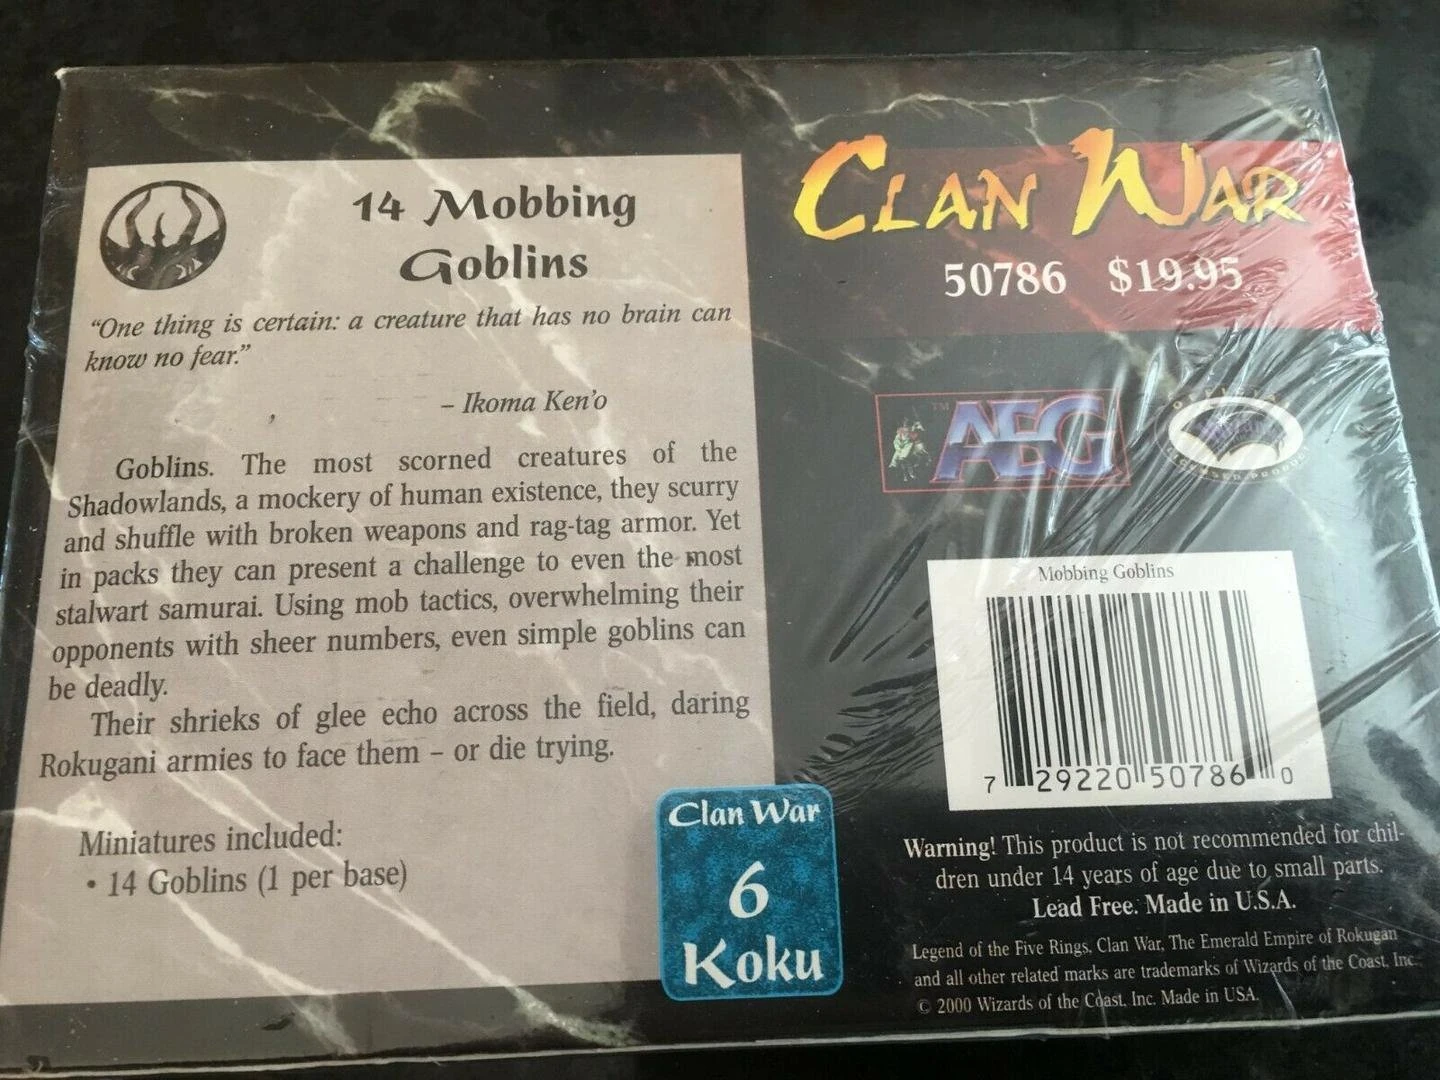 14 Mobbing
Goblins
“One thing is certain: a creature that has no brain can
know no fear.”
– Ikoma Ken’o
Goblins. The most scorned creatures of the
Shadowlands, a mockery of human existence, they scurry
and shuffle with broken weapons and rag-tag armor. Yet
in packs they can present a challenge to even the most
stalwart samurai. Using mob tactics, overwhelming their
opponents with sheer numbers, even simple goblins can
be deadly.
Their shrieks of glee echo across the field, daring
Rokugani armies to face them – or die trying.
Miniatures included:
• 14 Goblins (1 per base)
Clan War
6
Koku
Clan War
50786 $19.95
™ AEG
Mobbing Goblins
7 29220 50786 0
Warning! This product is not recommended for chil-
dren under 14 years of age due to small parts.
Lead Free. Made in U.S.A.
Legend of the Five Rings, Clan War, The Emerald Empire of Rokugan
and all other related marks are trademarks of Wizards of the Coast, Inc.
© 2000 Wizards of the Coast, Inc. Made in USA.